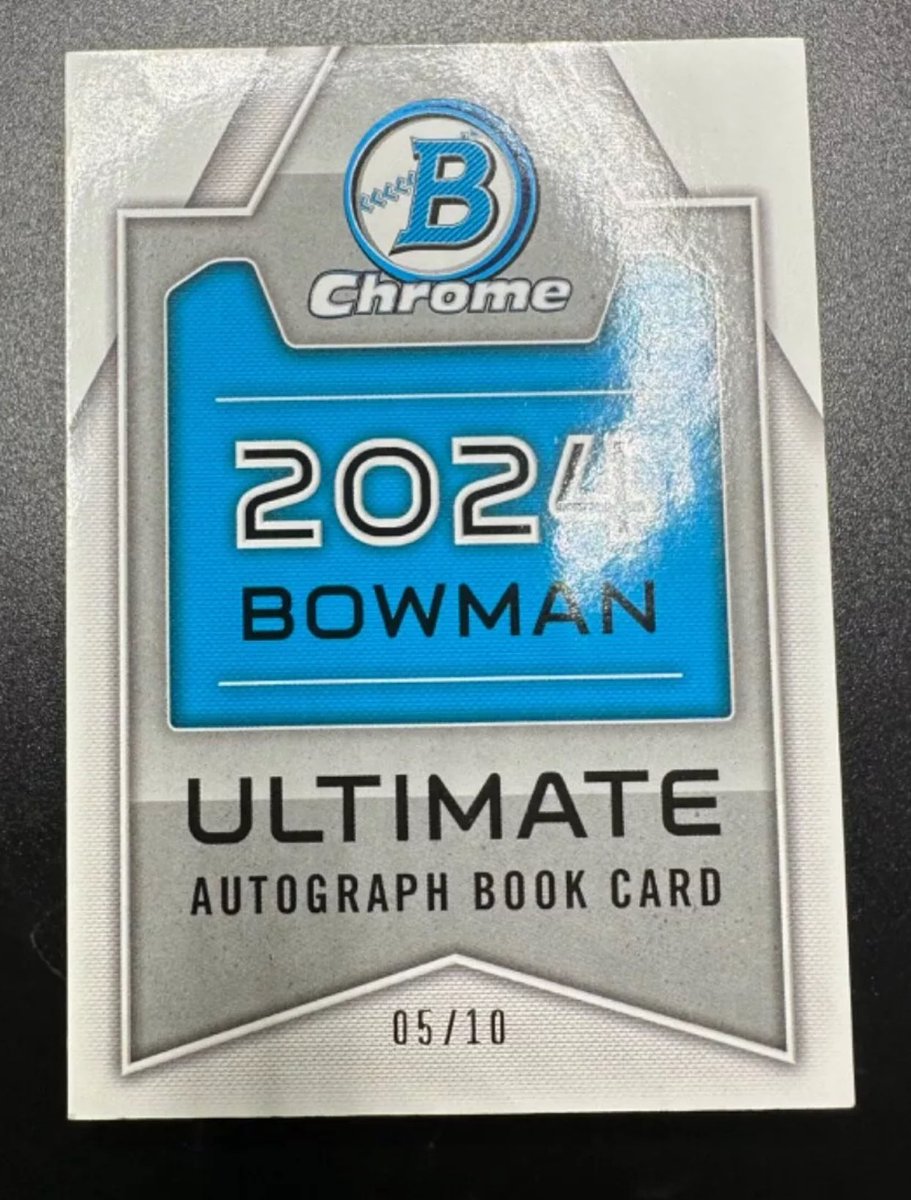 B
Chrome
2024
BOWMAN
ULTIMATE
AUTOGRAPH BOOK CARD
05/10